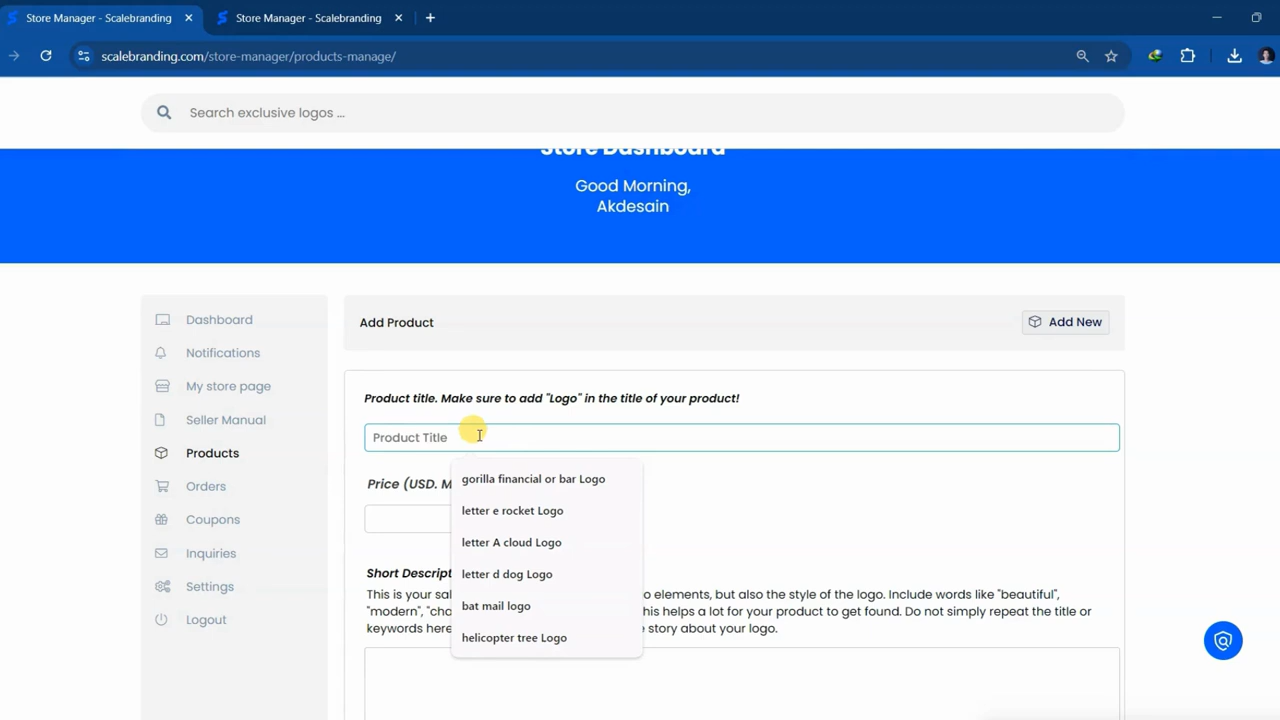 Store Manager - Scalebranding
Store Manager - Scalebranding
scalebranding.com/store-manager/products-manage/
Search exclusive logos ...
Store Dashboard
Good Morning,
Akdesain
Dashboard
Notifications
My store page
Seller Manual
Products
Orders
Coupons
Inquiries
Settings
Logout
Add Product
Add New
Product title. Make sure to add "Logo" in the title of your product!
Product Title
gorilla financial or bar Logo
letter e rocket Logo
letter A cloud Logo
letter d dog Logo
bat mail logo
helicopter tree Logo
Price (USD. M
Short Descript
This is your sal o elements, but also the style of the logo. Include words like "beautiful",
"modern", "cha his helps a lot for your product to get found. Do not simply repeat the title or
keywords here story about your logo.